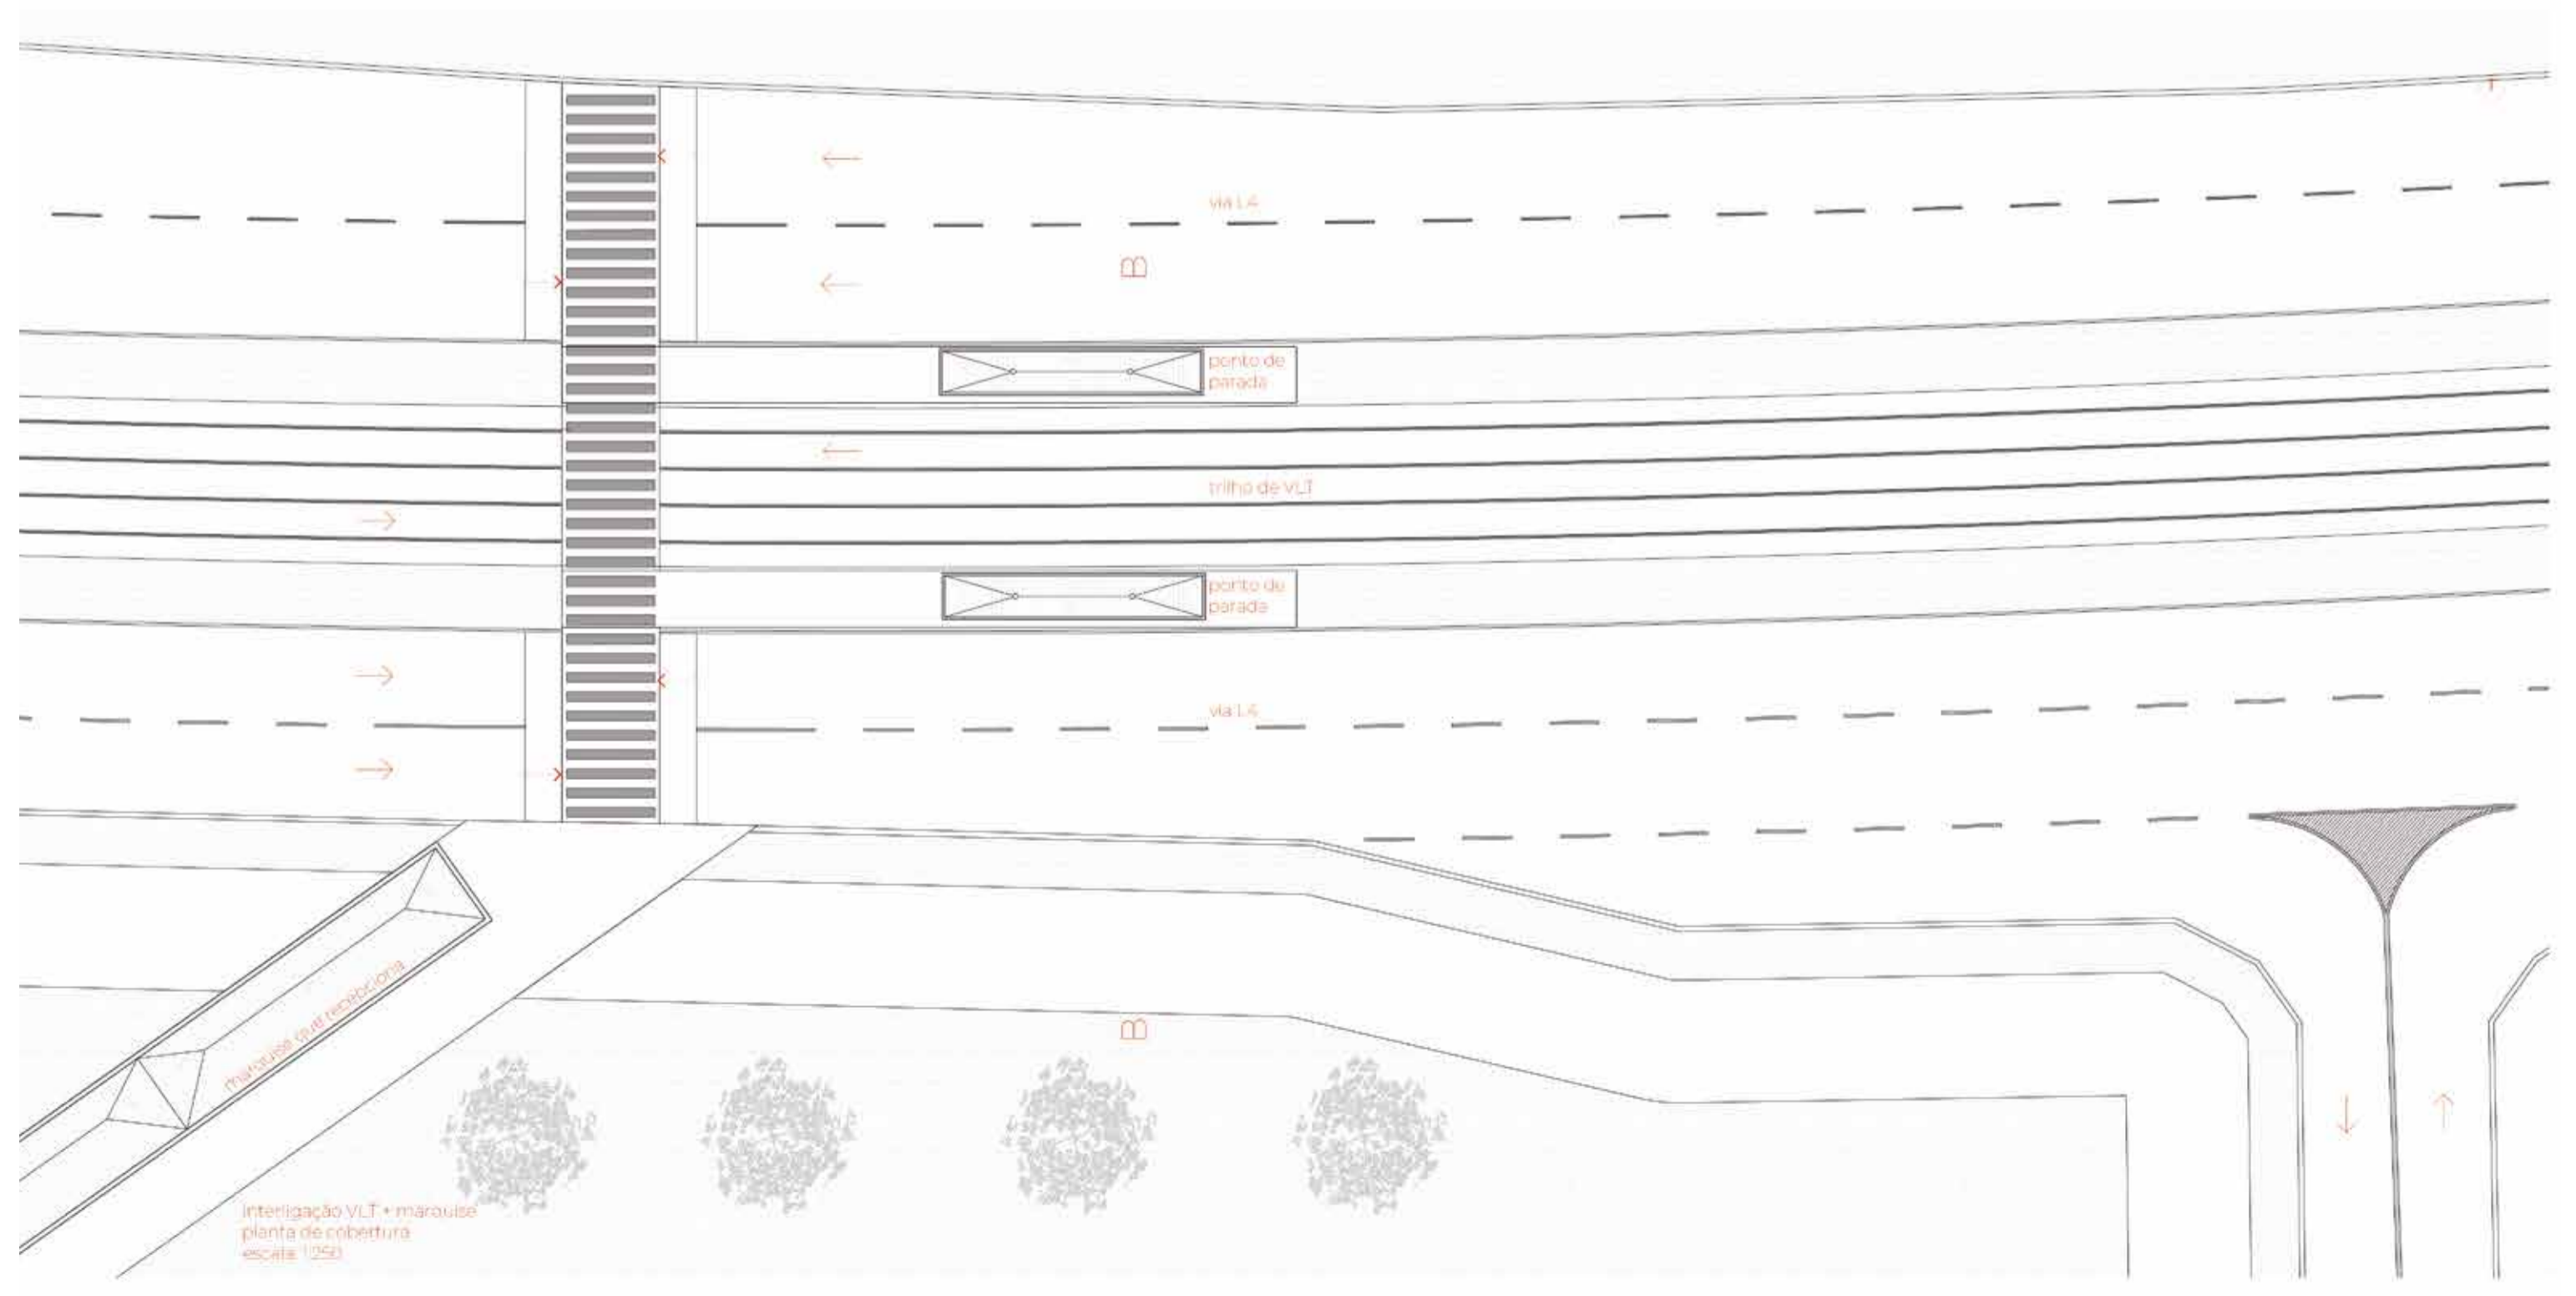 via L4
B
ponto de
parada
trilho de VLT
ponto de
parada
via L4
marquise que recepciona
B
interligação VLT + marquise
planta de cobertura
escala 1:250